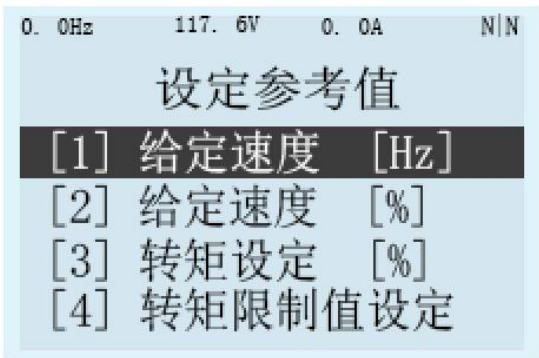 0. 0Hz 117. 6V 0. 0A N|N
设定参考值
[1] 给定速度 [Hz]
[2] 给定速度 [%]
[3] 转矩设定 [%]
[4] 转矩限制值设定